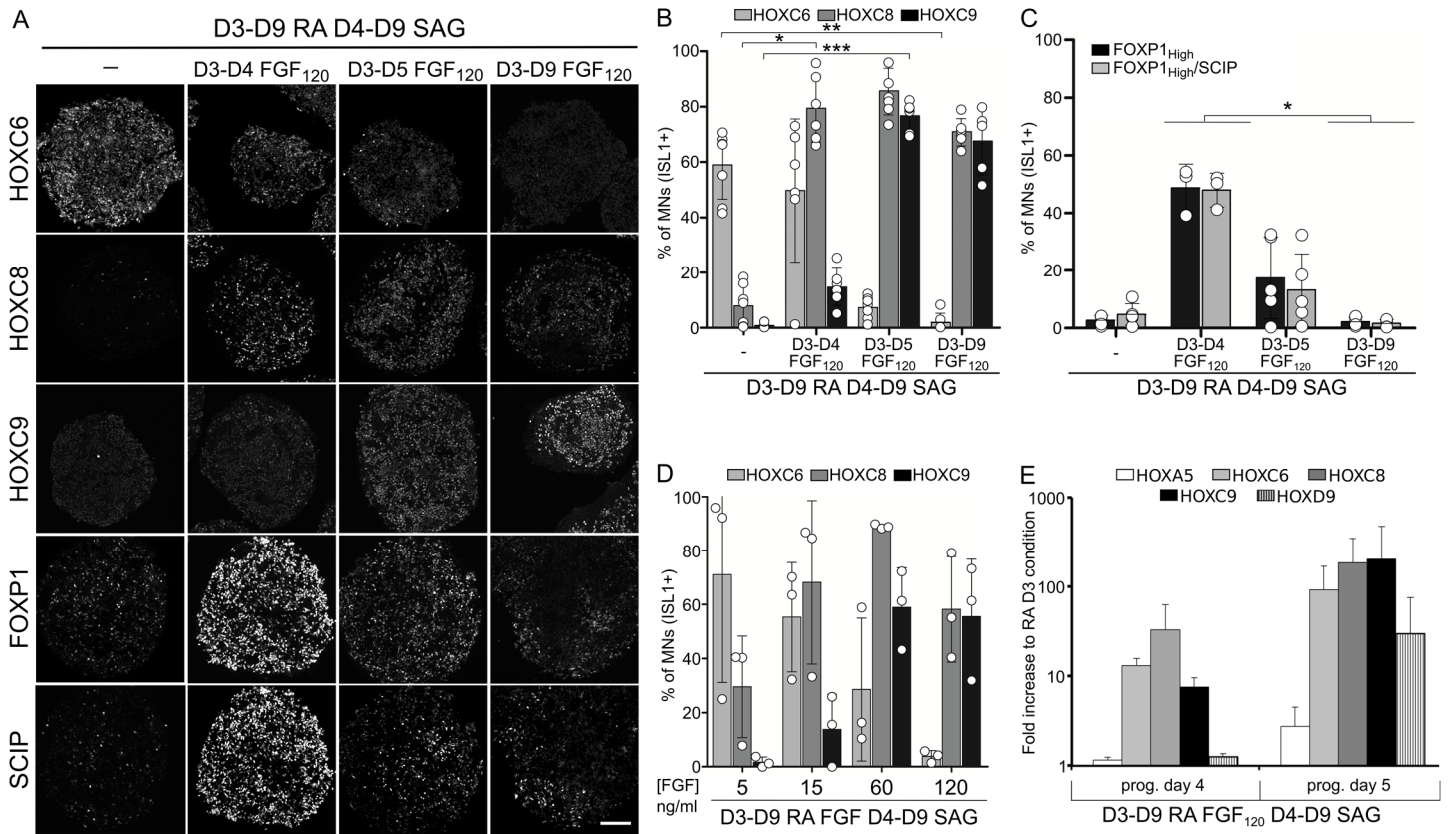 A
D3-D9 RA D4-D9 SAG
–
D3-D4 FGF120
D3-D5 FGF120
D3-D9 FGF120
HOXC6
HOXC8
HOXC9
FOXP1
SCIP
B
HOXC6 HOXC8 HOXC9
**
*
***
% of MNs (ISL1+)
100
80
60
40
20
0
-
D3-D4 FGF120
D3-D5 FGF120
D3-D9 FGF120
D3-D9 RA D4-D9 SAG
C
FOXP1High
FOXP1High/SCIP
*
% of MNs (ISL1+)
100
80
60
40
20
0
-
D3-D4 FGF120
D3-D5 FGF120
D3-D9 FGF120
D3-D9 RA D4-D9 SAG
D
HOXC6 HOXC8 HOXC9
% of MNs (ISL1+)
100
80
60
40
20
0
[FGF] ng/ml
5 15 60 120
D3-D9 RA FGF D4-D9 SAG
E
HOXA5 HOXC6 HOXC8
HOXC9 HOXD9
Fold increase to RA D3 condition
1000
100
10
1
prog. day 4 prog. day 5
D3-D9 RA FGF120 D4-D9 SAG